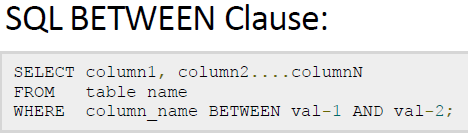 SQL BETWEEN Clause:
SELECT column1, column2....columnN
FROM   table name
WHERE  column_name BETWEEN val-1 AND val-2;